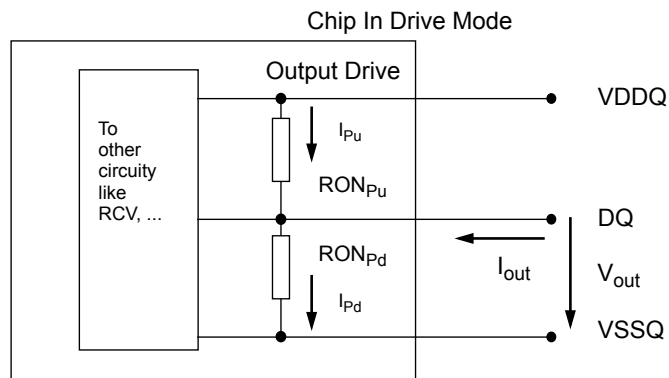 Chip In Drive Mode
Output Drive
VDDQ
To
other
circuity
like
RCV, ...
IPu
RONPu
DQ
RONPd
Iout
Vout
IPd
VSSQ